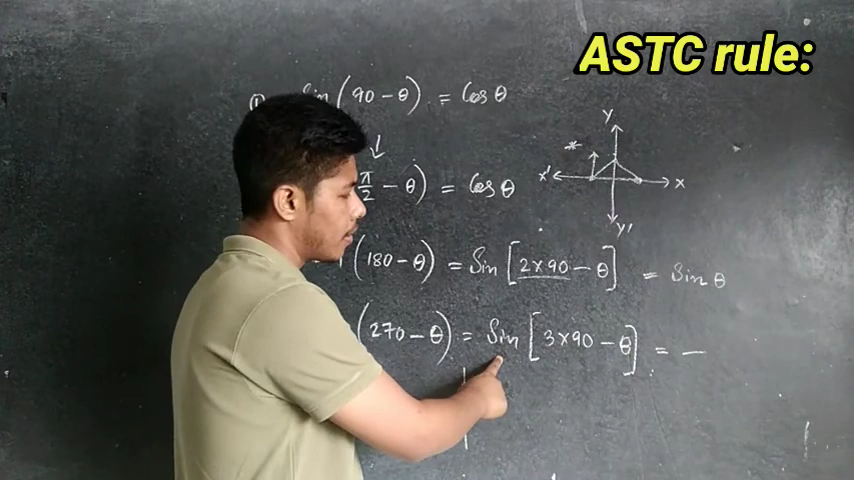 ASTC rule:
Sin (90 - θ) = Cos θ
π/2 - θ) = Cos θ
(180 - θ) = Sin [2×90 - θ] = Sin θ
(270 - θ) = Sin [3×90 - θ] = —
Y
*
X' X
Y'